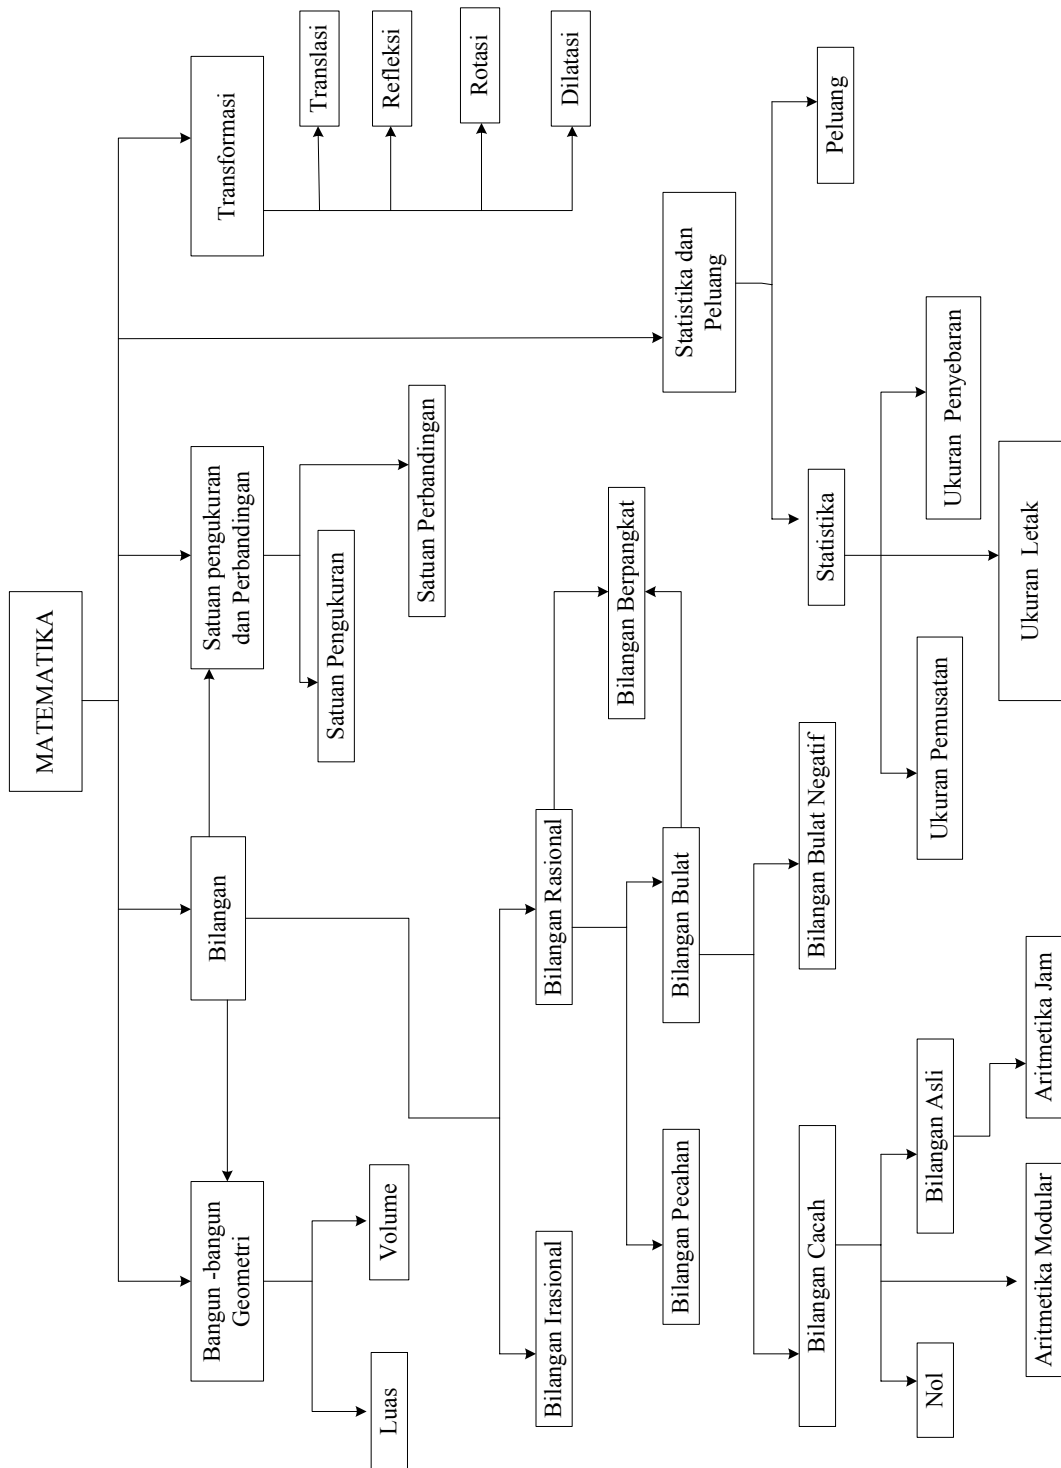 MATEMATIKA
Bangun -bangun
Geometri
Bilangan
Satuan pengukuran
dan Perbandingan
Transformasi
Luas
Volume
Satuan Pengukuran
Satuan Perbandingan
Translasi
Refleksi
Rotasi
Dilatasi
Bilangan Irasional
Bilangan Rasional
Bilangan Berpangkat
Bilangan Pecahan
Bilangan Bulat
Statistika dan
Peluang
Bilangan Cacah
Bilangan Bulat Negatif
Statistika
Peluang
Nol
Bilangan Asli
Ukuran Pemusatan
Ukuran Penyebaran
Aritmetika Modular
Aritmetika Jam
Ukuran Letak